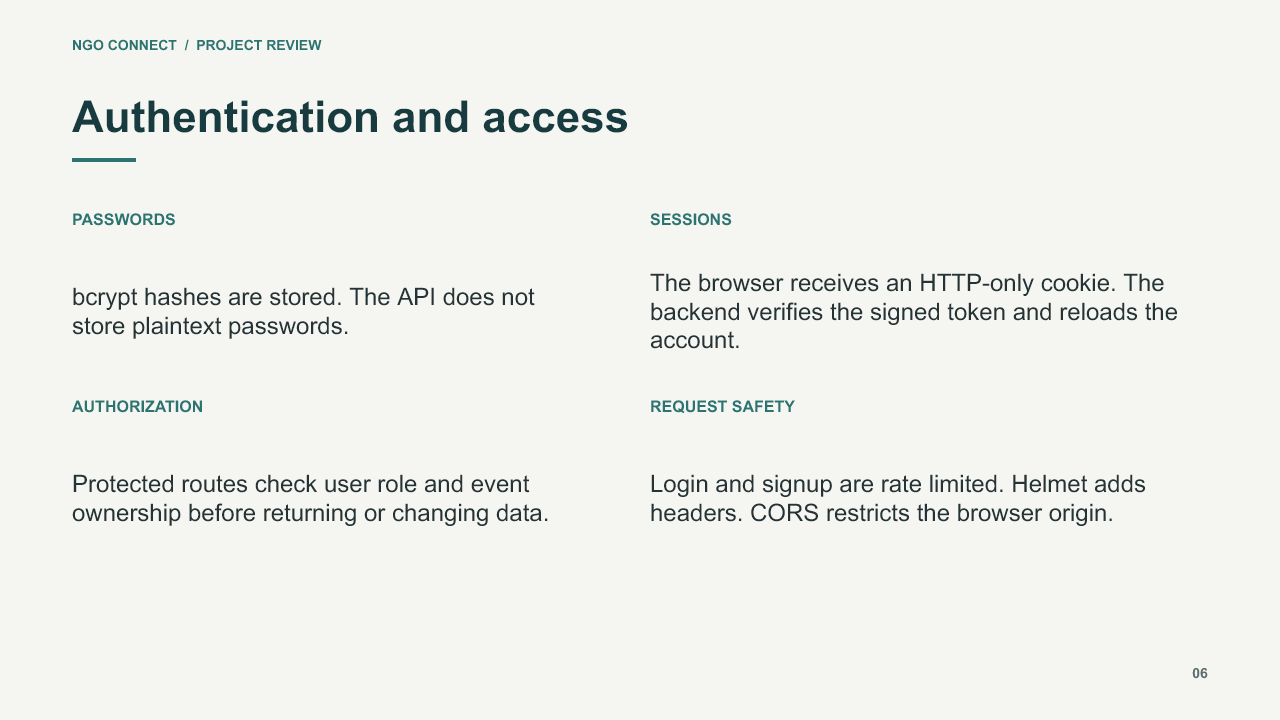 NGO CONNECT / PROJECT REVIEW
Authentication and access
PASSWORDS
bcrypt hashes are stored. The API does not
store plaintext passwords.
SESSIONS
The browser receives an HTTP-only cookie. The
backend verifies the signed token and reloads the
account.
AUTHORIZATION
Protected routes check user role and event
ownership before returning or changing data.
REQUEST SAFETY
Login and signup are rate limited. Helmet adds
headers. CORS restricts the browser origin.
06